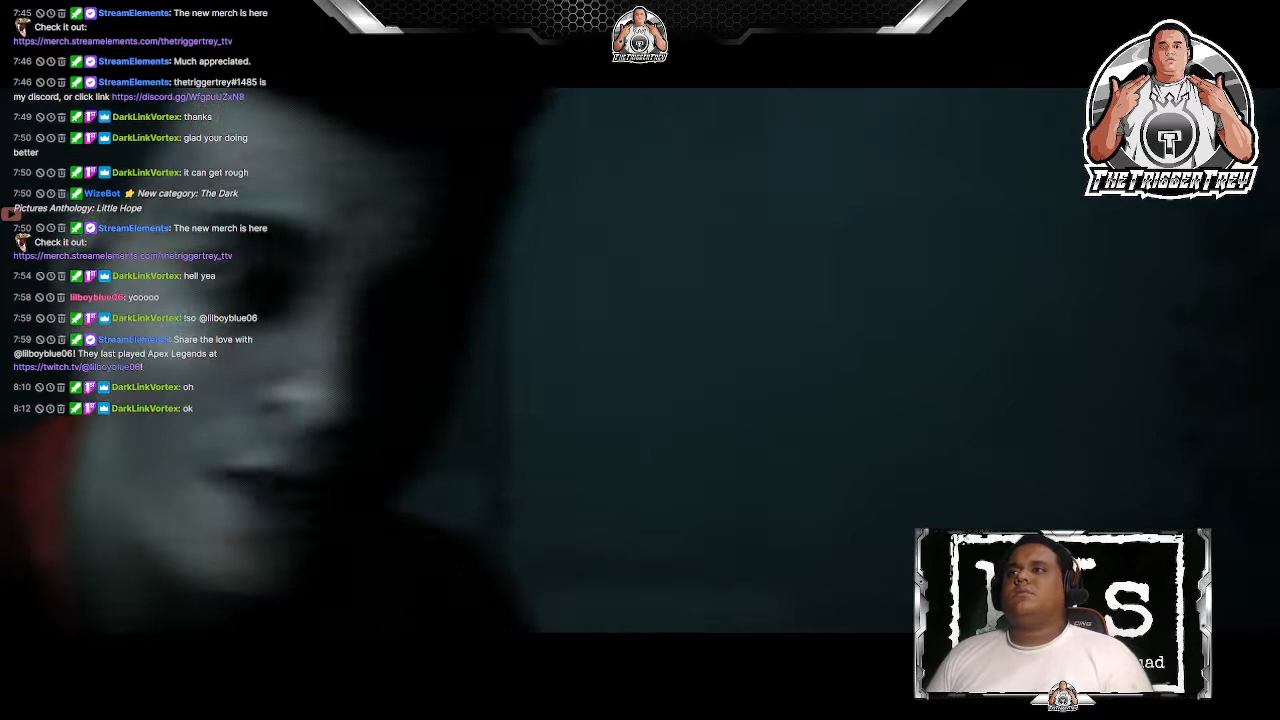 7:45 StreamElements: The new merch is here
Check it out:
https://merch.streamelements.com/thetriggertrey_ttv
7:46 StreamElements: Much appreciated.
7:46 StreamElements: thetriggertrey#1485 is
my discord, or click link https://discord.gg/WfgpuUZxN8
7:49 DarkLinkVortex: thanks
7:50 DarkLinkVortex: glad your doing
better
7:50 DarkLinkVortex: it can get rough
7:50 WizeBot New category: The Dark
Pictures Anthology: Little Hope
7:50 StreamElements: The new merch is here
Check it out:
https://merch.streamelements.com/thetriggertrey_ttv
7:54 DarkLinkVortex: hell yea
7:58 lilboyblue06: yooooo
7:59 DarkLinkVortex: !so @lilboyblue06
7:59 StreamElements: Share the love with
@lilboyblue06! They last played Apex Legends at
https://twitch.tv/@lilboyblue06!
8:10 DarkLinkVortex: oh
8:12 DarkLinkVortex: ok
THETRIGGERTREY
T
THETRIGGERTREY